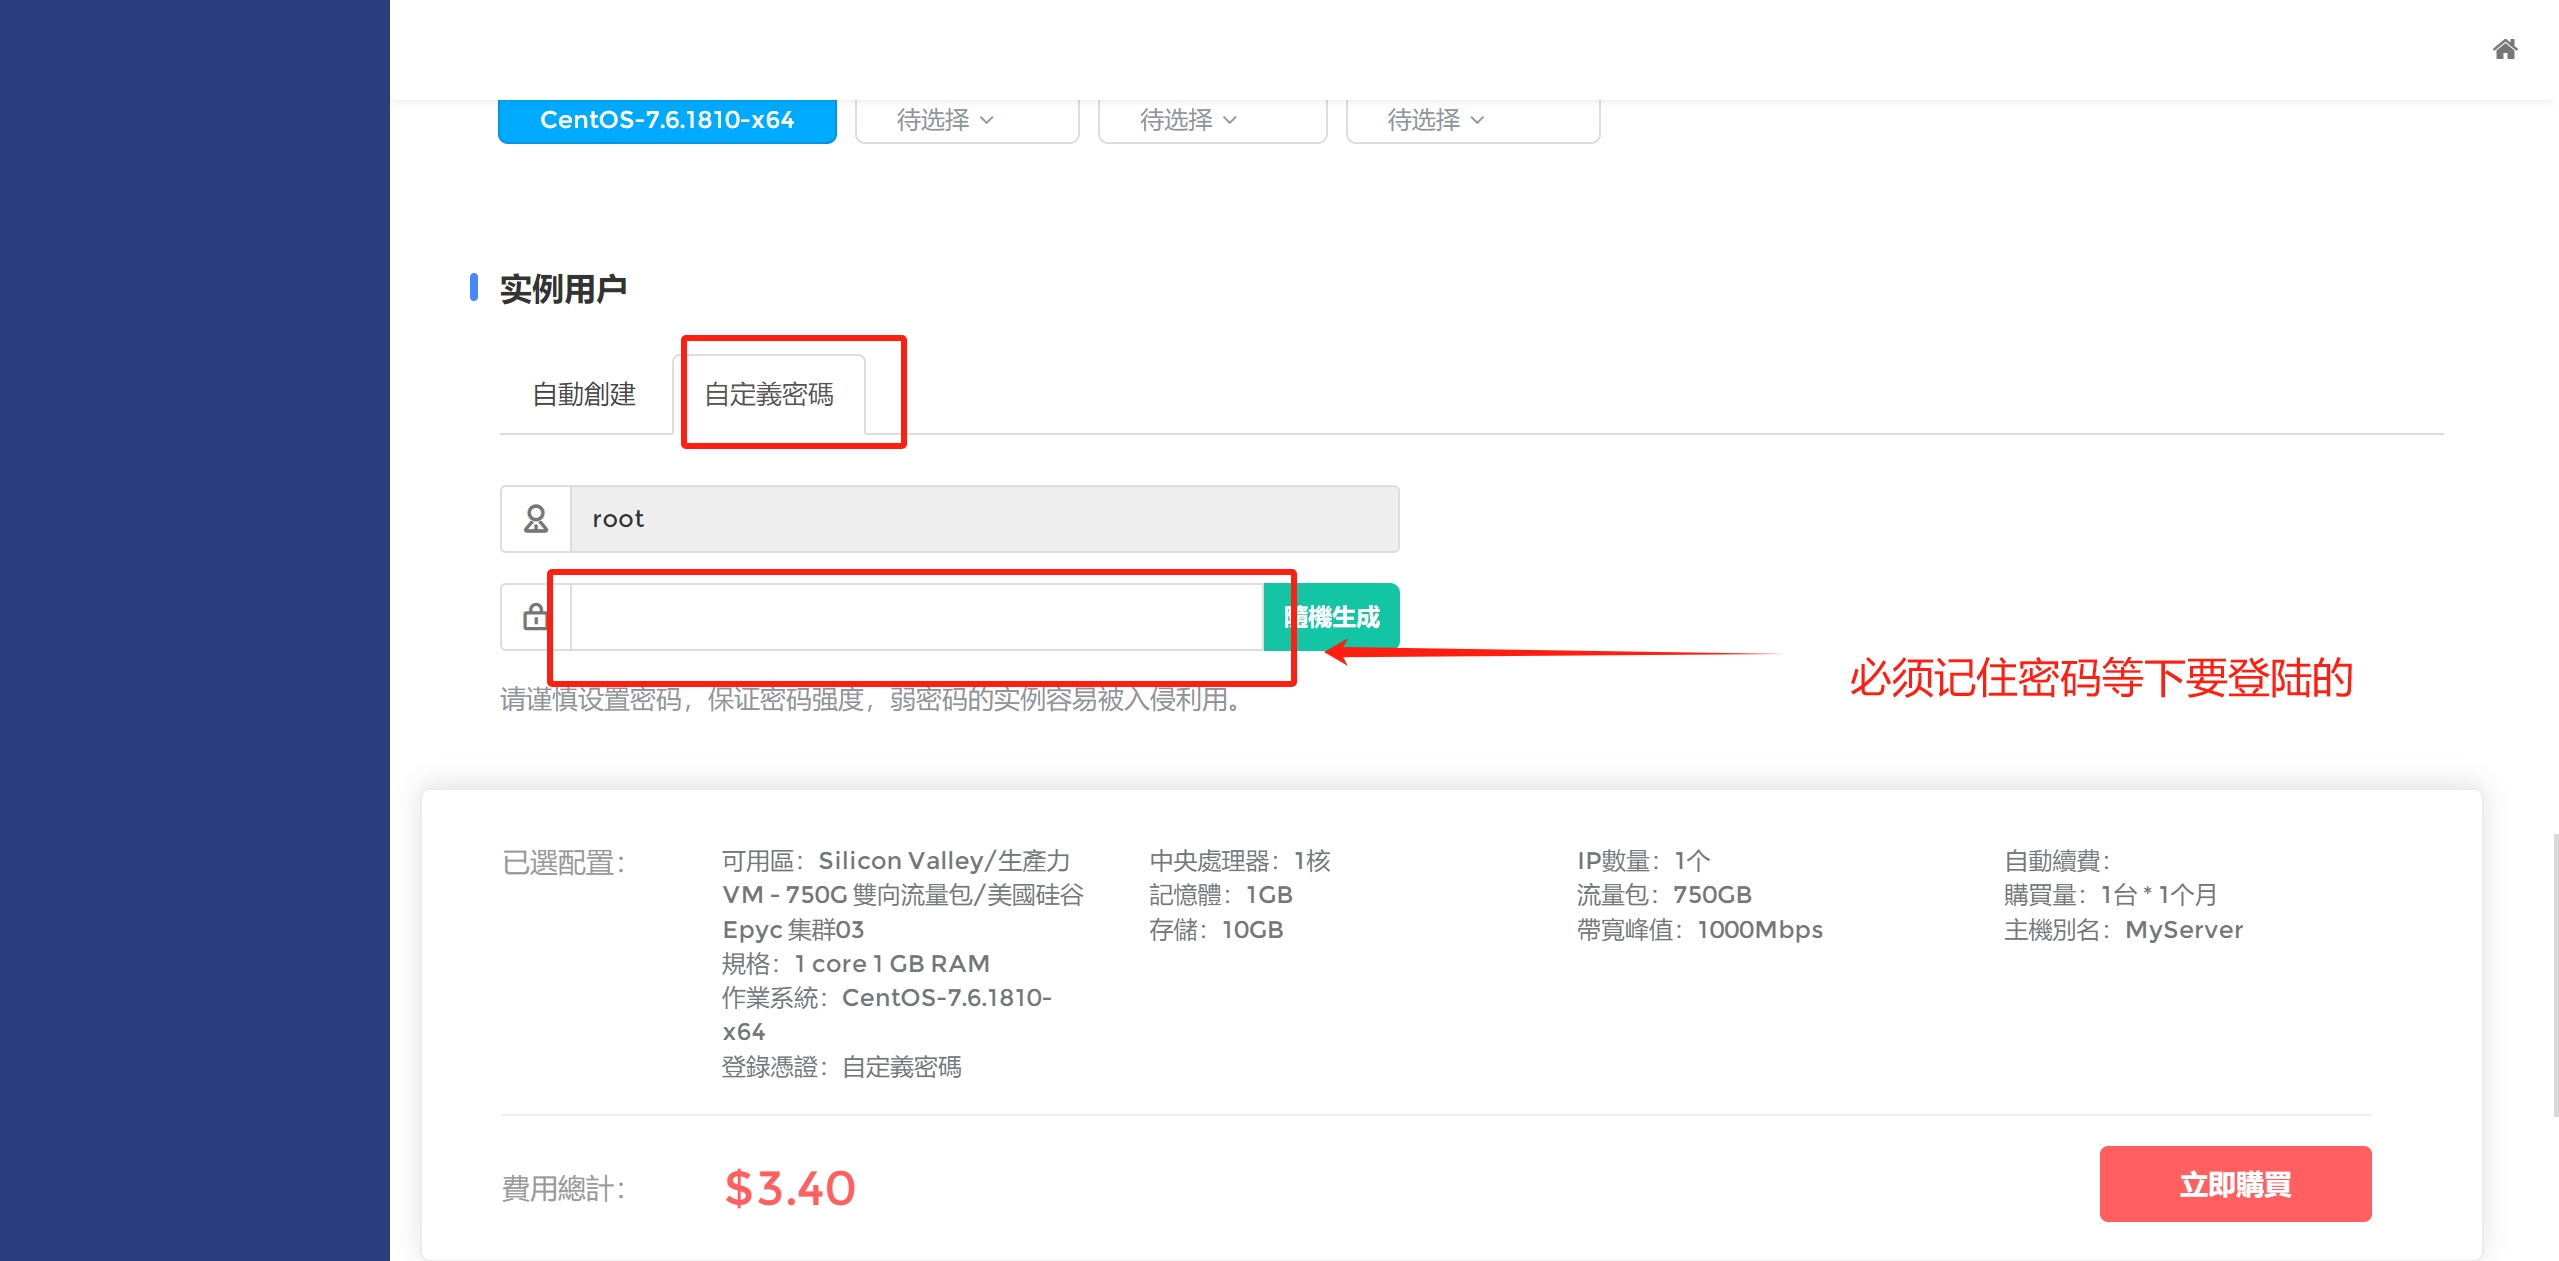 CentOS-7.6.1810-x64 待选择 待选择 待选择
实例用户
自動創建 自定義密碼
root
隨機生成
必须记住密码等下要登陆的
请谨慎设置密码，保证密码强度，弱密码的实例容易被入侵利用。
已選配置：
可用區：Silicon Valley/生產力
VM - 750G 雙向流量包/美國硅谷
Epyc 集群03
規格：1 core 1 GB RAM
作業系統：CentOS-7.6.1810-
x64
登錄憑證：自定義密碼
中央處理器：1核
記憶體：1GB
存儲：10GB
IP數量：1个
流量包：750GB
帶寬峰值：1000Mbps
自動續費：
購買量：1台 * 1个月
主機別名：MyServer
費用總計：
$3.40
立即購買